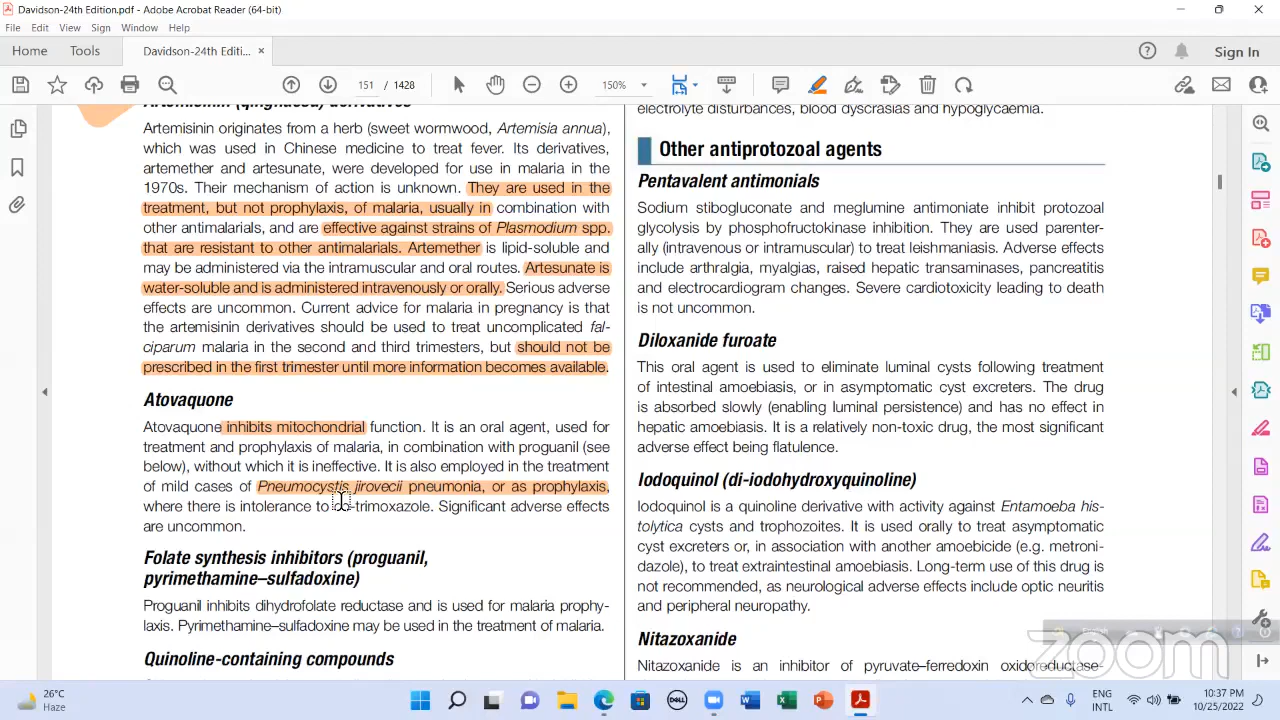 Davidson-24th Edition.pdf - Adobe Acrobat Reader (64-bit)
File Edit View Sign Window Help
Home Tools Davidson-24th Editi... ×
Sign In
151 / 1428
150%
Artemisinin (qinghaosu) derivatives
Artemisinin originates from a herb (sweet wormwood, Artemisia annua),
which was used in Chinese medicine to treat fever. Its derivatives,
artemether and artesunate, were developed for use in malaria in the
1970s. Their mechanism of action is unknown. They are used in the
treatment, but not prophylaxis, of malaria, usually in combination with
other antimalarials, and are effective against strains of Plasmodium spp.
that are resistant to other antimalarials. Artemether is lipid-soluble and
may be administered via the intramuscular and oral routes. Artesunate is
water-soluble and is administered intravenously or orally. Serious adverse
effects are uncommon. Current advice for malaria in pregnancy is that
the artemisinin derivatives should be used to treat uncomplicated fal-
ciparum malaria in the second and third trimesters, but should not be
prescribed in the first trimester until more information becomes available.
Atovaquone
Atovaquone inhibits mitochondrial function. It is an oral agent, used for
treatment and prophylaxis of malaria, in combination with proguanil (see
below), without which it is ineffective. It is also employed in the treatment
of mild cases of Pneumocystis jirovecii pneumonia, or as prophylaxis,
where there is intolerance to co-trimoxazole. Significant adverse effects
are uncommon.
Folate synthesis inhibitors (proguanil,
pyrimethamine–sulfadoxine)
Proguanil inhibits dihydrofolate reductase and is used for malaria prophy-
laxis. Pyrimethamine–sulfadoxine may be used in the treatment of malaria.
Quinoline-containing compounds
electrolyte disturbances, blood dyscrasias and hypoglycaemia.
Other antiprotozoal agents
Pentavalent antimonials
Sodium stibogluconate and meglumine antimoniate inhibit protozoal
glycolysis by phosphofructokinase inhibition. They are used parenter-
ally (intravenous or intramuscular) to treat leishmaniasis. Adverse effects
include arthralgia, myalgias, raised hepatic transaminases, pancreatitis
and electrocardiogram changes. Severe cardiotoxicity leading to death
is not uncommon.
Diloxanide furoate
This oral agent is used to eliminate luminal cysts following treatment
of intestinal amoebiasis, or in asymptomatic cyst excreters. The drug
is absorbed slowly (enabling luminal persistence) and has no effect in
hepatic amoebiasis. It is a relatively non-toxic drug, the most significant
adverse effect being flatulence.
Iodoquinol (di-iodohydroxyquinoline)
Iodoquinol is a quinoline derivative with activity against Entamoeba his-
tolytica cysts and trophozoites. It is used orally to treat asymptomatic
cyst excreters or, in association with another amoebicide (e.g. metroni-
dazole), to treat extraintestinal amoebiasis. Long-term use of this drug is
not recommended, as neurological adverse effects include optic neuritis
and peripheral neuropathy.
Nitazoxanide
Nitazoxanide is an inhibitor of pyruvate–ferredoxin oxidoreductase-
English
zoom
26°C
Haze
DELL
ENG
INTL
10:37 PM
10/25/2022